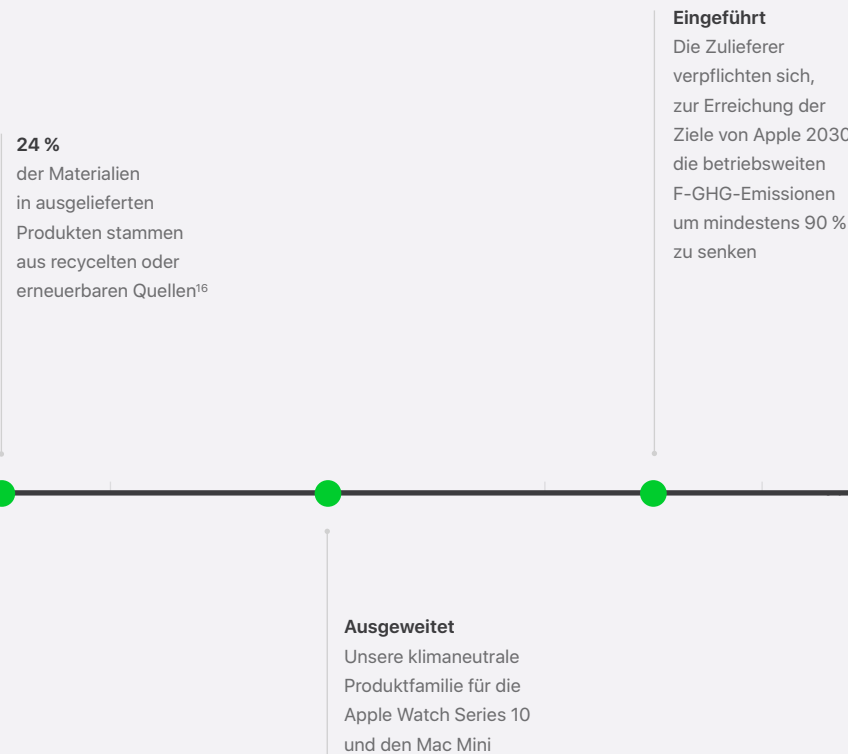 24 %
der Materialien
in ausgelieferten
Produkten stammen
aus recycelten oder
erneuerbaren Quellen¹⁶
Ausgeweitet
Unsere klimaneutrale
Produktfamilie für die
Apple Watch Series 10
und den Mac Mini
Eingeführt
Die Zulieferer
verpflichten sich,
zur Erreichung der
Ziele von Apple 2030
die betriebsweiten
F-GHG-Emissionen
um mindestens 90 %
zu senken